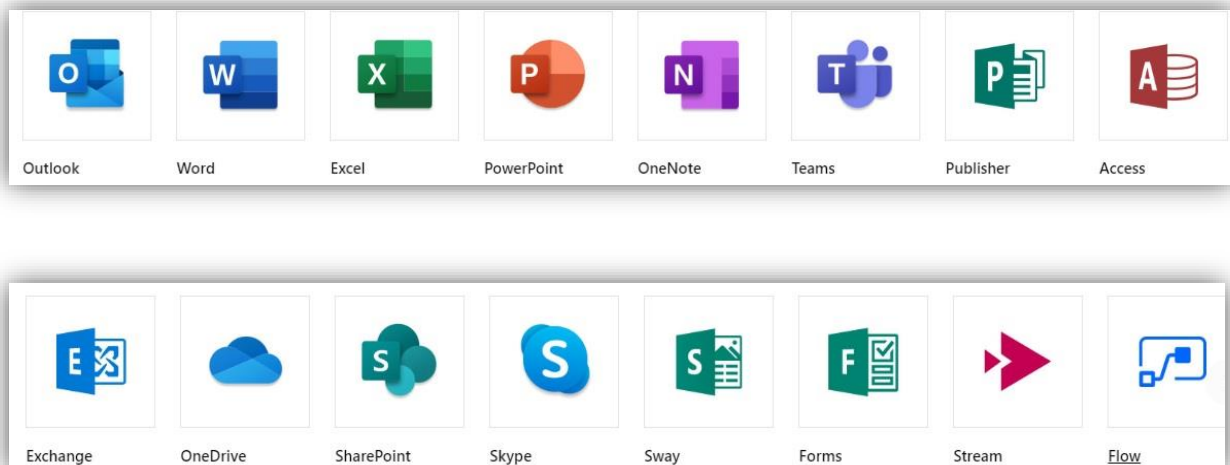 O W X P N T P A
Outlook Word Excel PowerPoint OneNote Teams Publisher Access
E S S S F
Exchange OneDrive SharePoint Skype Sway Forms Stream Flow